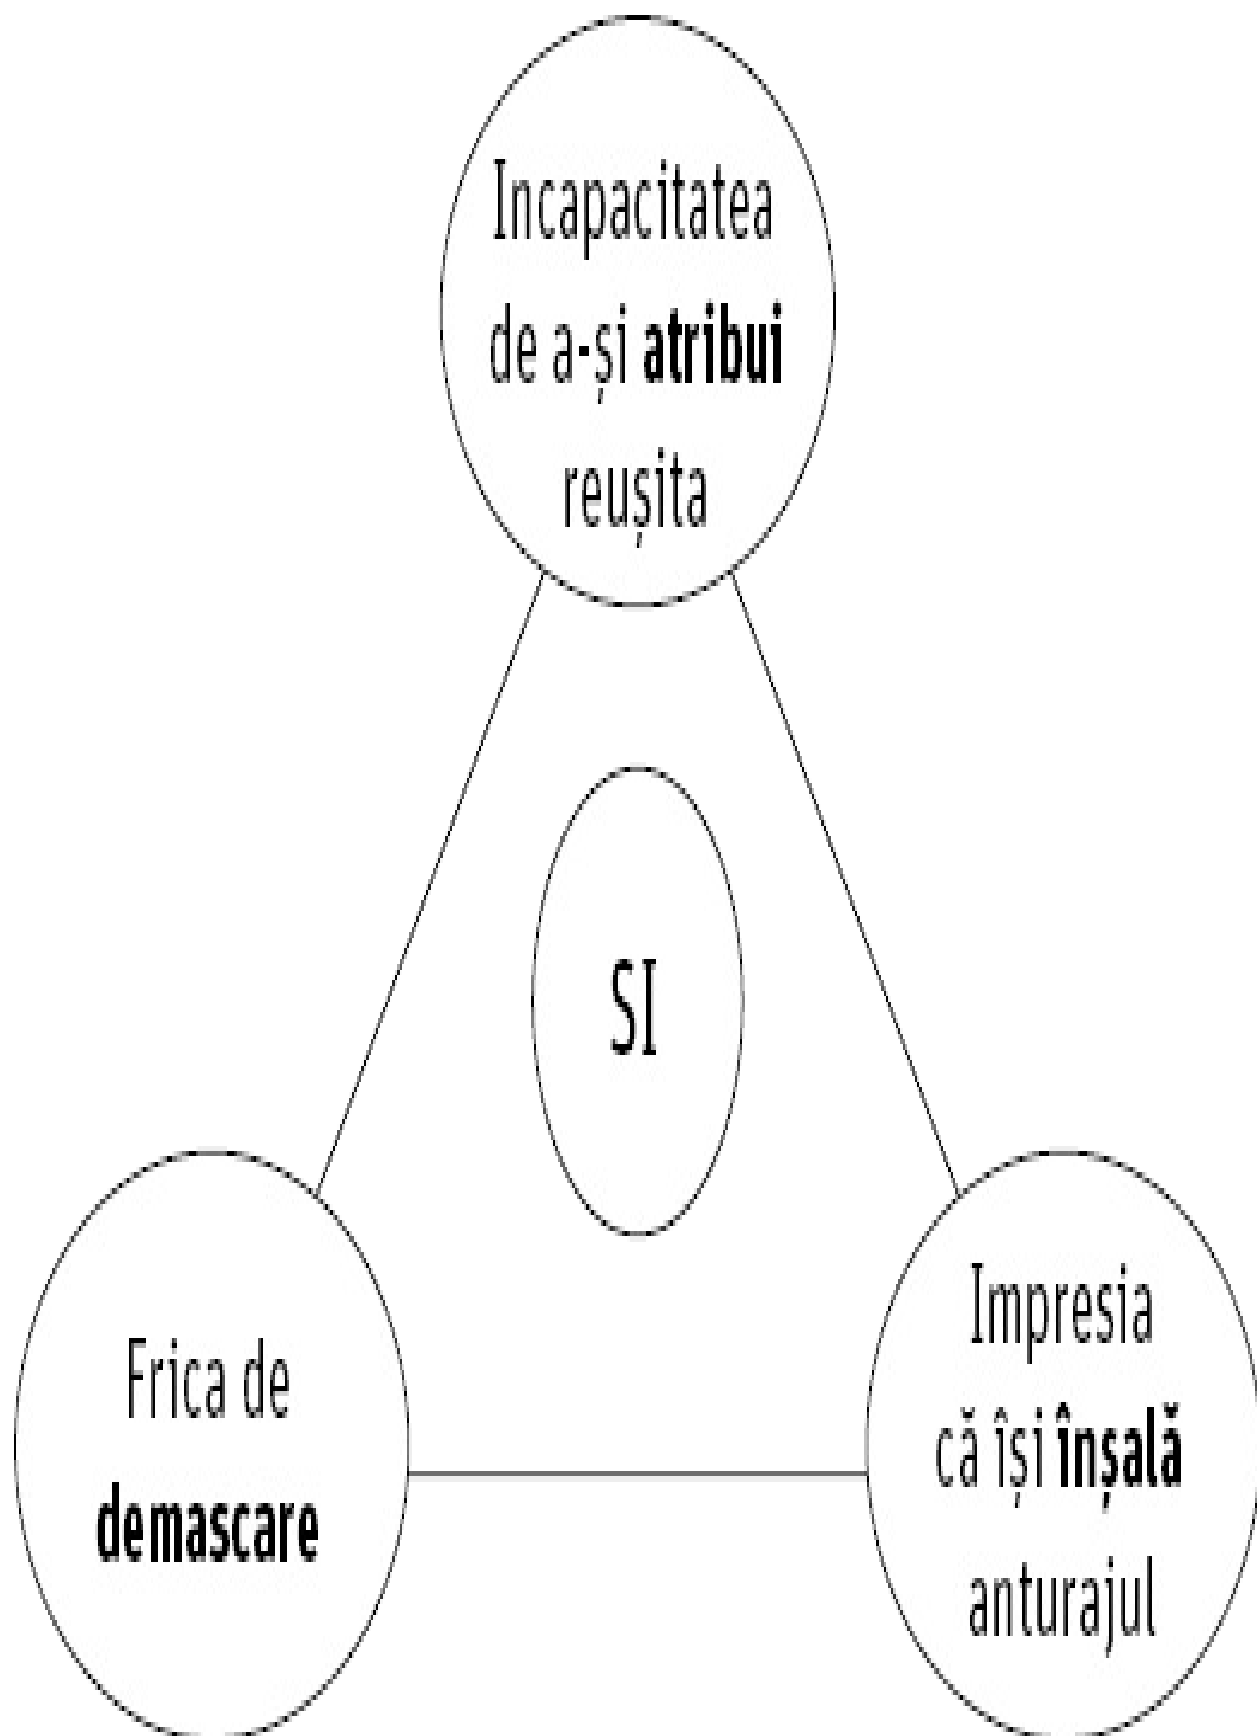 Incapacitatea
de a-și atribui
reușita
SI
Frica de
demascare
Impresia
că își înșală
anturajul